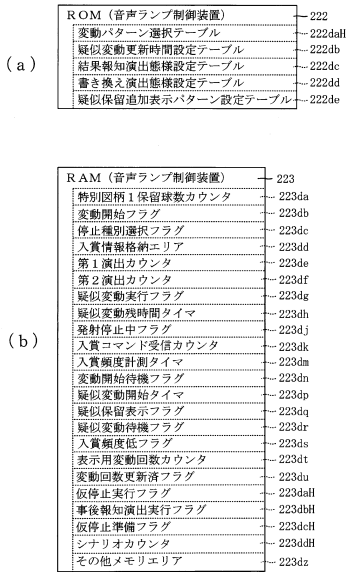 ROM（音声ランプ制御装置） 222
変動パターン選択テーブル 222daH
疑似変動更新時間設定テーブル 222db
(a) 結果報知演出態様設定テーブル 222dc
書き換え演出態様設定テーブル 222dd
疑似保留追加表示パターン設定テーブル 222de
RAM（音声ランプ制御装置） 223
特別図柄1保留球数カウンタ 223da
変動開始フラグ 223db
停止種別選択フラグ 223dc
入賞情報格納エリア 223dd
第1演出カウンタ 223de
第2演出カウンタ 223df
疑似変動実行フラグ 223dg
疑似変動残時間タイマ 223dh
発射停止中フラグ 223dj
(b) 入賞コマンド受信カウンタ 223dk
入賞頻度計測タイマ 223dm
変動開始待機フラグ 223dn
疑似変動開始タイマ 223dp
疑似保留表示フラグ 223dq
疑似変動待機フラグ 223dr
入賞頻度低フラグ 223ds
表示用変動回数カウンタ 223dt
変動回数更新済フラグ 223du
仮停止実行フラグ 223daH
事後報知演出実行フラグ 223dbH
仮停止準備フラグ 223dcH
シナリオカウンタ 223ddH
その他メモリエリア 223dz